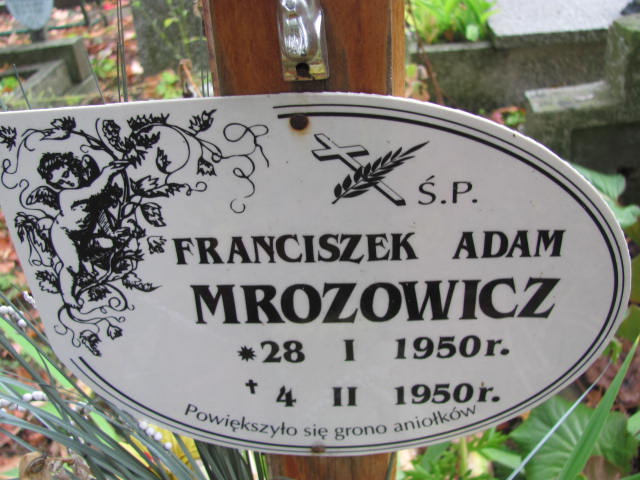 Ś.P.
FRANCISZEK ADAM
MROZOWICZ
✷28 I 1950r.
✝4 II 1950r.
Powiększyło się grono aniołków